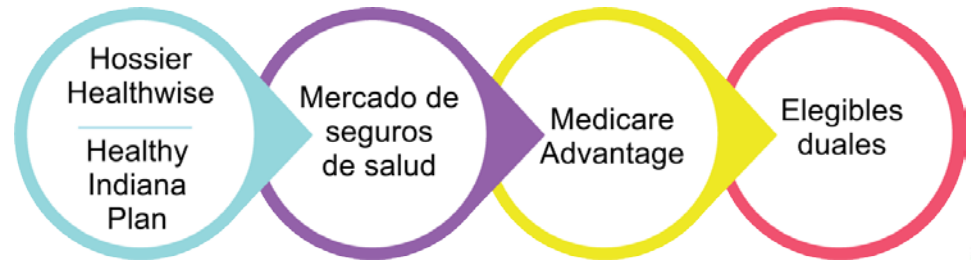 Hossier
Healthwise
Healthy
Indiana
Plan
Mercado de
seguros
de salud
Medicare
Advantage
Elegibles
duales